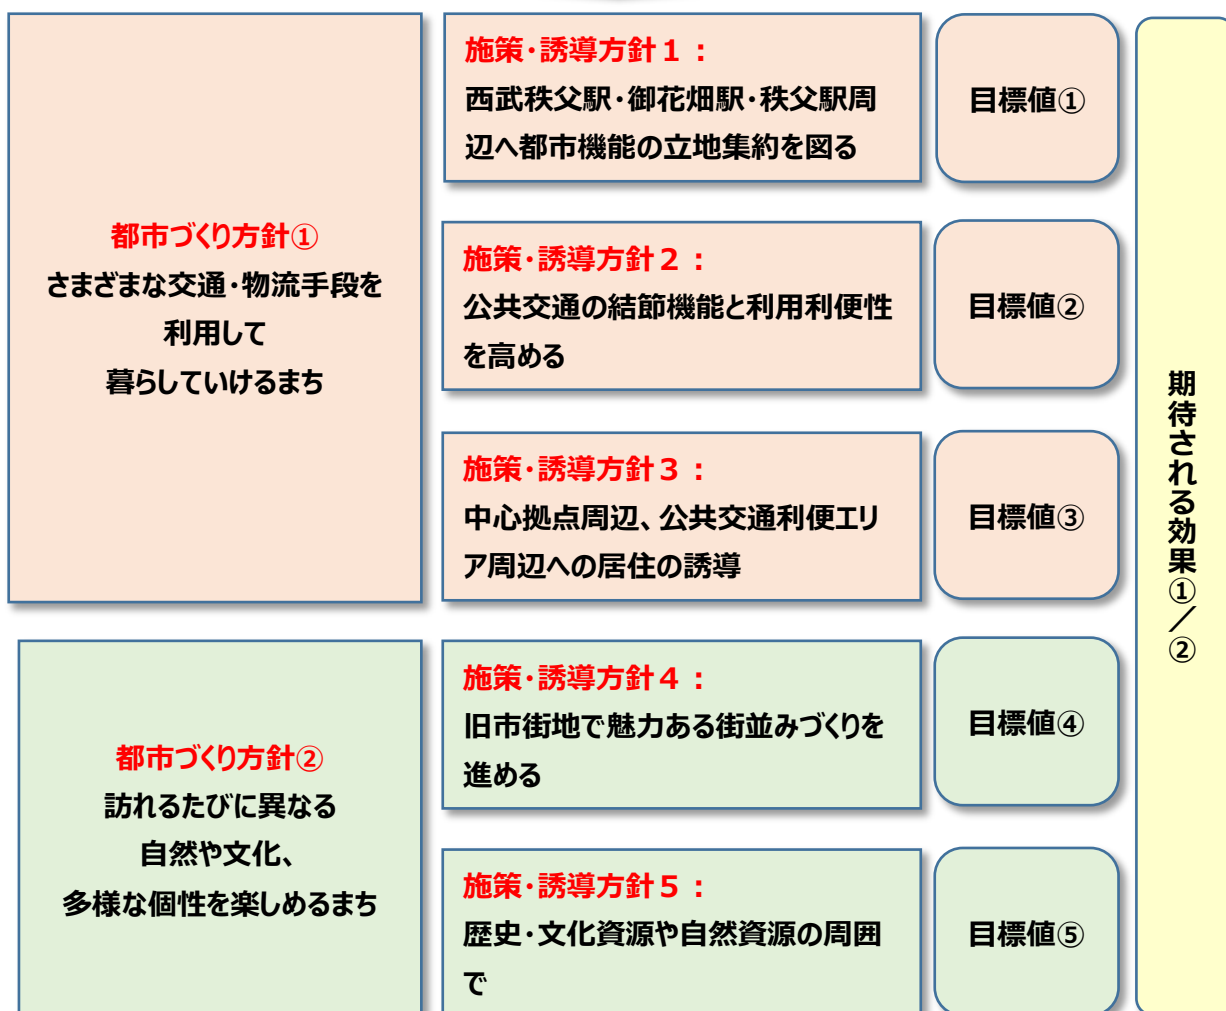 都市づくり方針①
さまざまな交通・物流手段を
利用して
暮らしていけるまち
施策・誘導方針１：
西武秩父駅・御花畑駅・秩父駅周
辺へ都市機能の立地集約を図る
目標値①
施策・誘導方針２：
公共交通の結節機能と利用利便性
を高める
目標値②
施策・誘導方針３：
中心拠点周辺、公共交通利便エリ
ア周辺への居住の誘導
目標値③
都市づくり方針②
訪れるたびに異なる
自然や文化、
多様な個性を楽しめるまち
施策・誘導方針４：
旧市街地で魅力ある街並みづくりを
進める
目標値④
施策・誘導方針５：
歴史・文化資源や自然資源の周囲
で
目標値⑤
期待される効果①／②